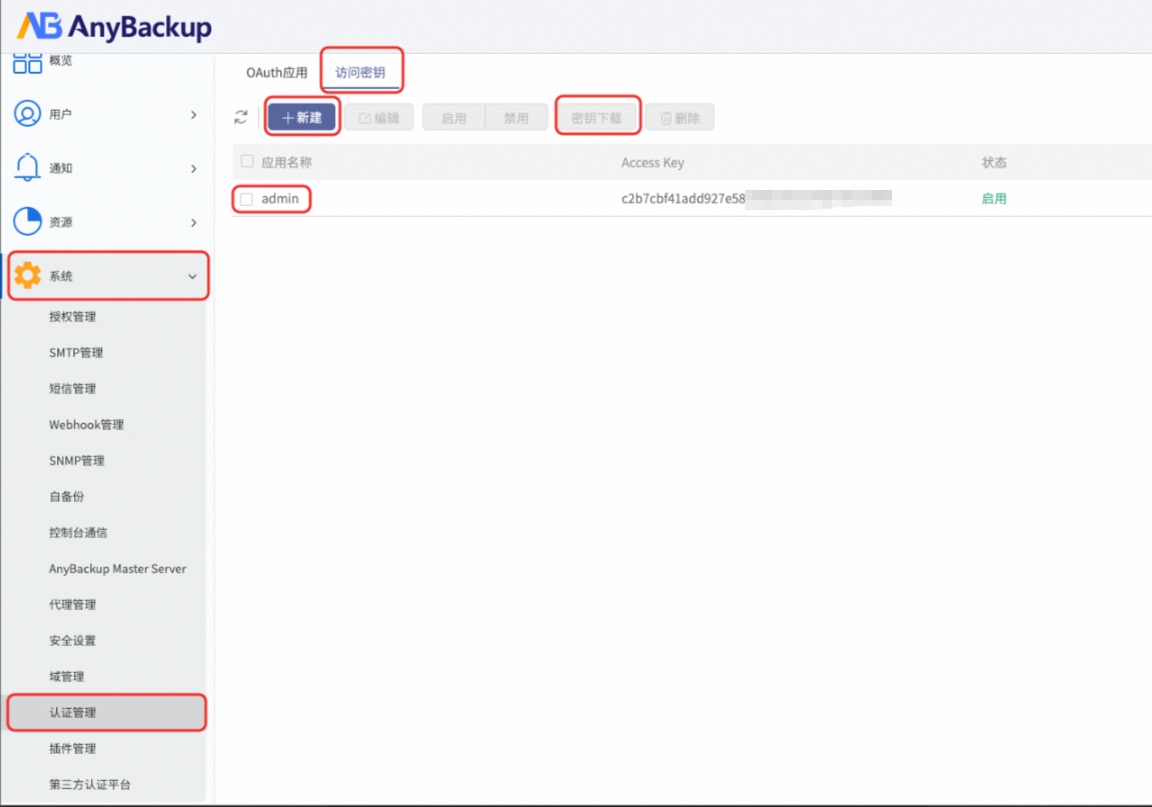 AnyBackup
概览
用户
通知
资源
系统
授权管理
SMTP管理
短信管理
Webhook管理
SNMP管理
自备份
控制台通信
AnyBackup Master Server
代理管理
安全设置
域管理
认证管理
插件管理
第三方认证平台
OAuth应用 访问密钥
新建 编辑 启用 禁用 密钥下载 删除
应用名称 Access Key 状态
admin c2b7cbf41add927e58 启用